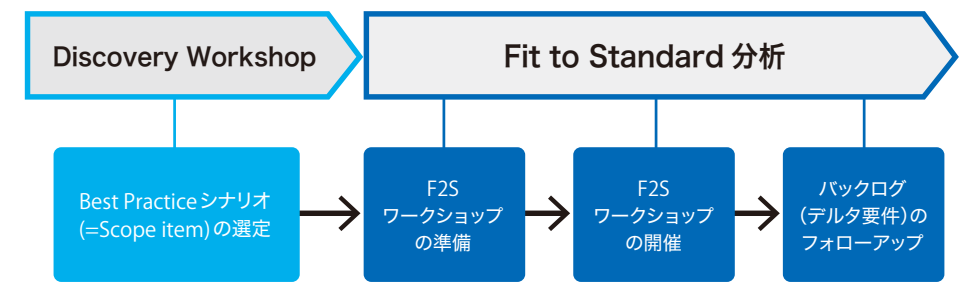 Discovery Workshop
Fit to Standard 分析
Best Practiceシナリオ
(=Scope item)の選定
F2S
ワークショップ
の準備
F2S
ワークショップ
の開催
バックログ
(デルタ要件)の
フォローアップ